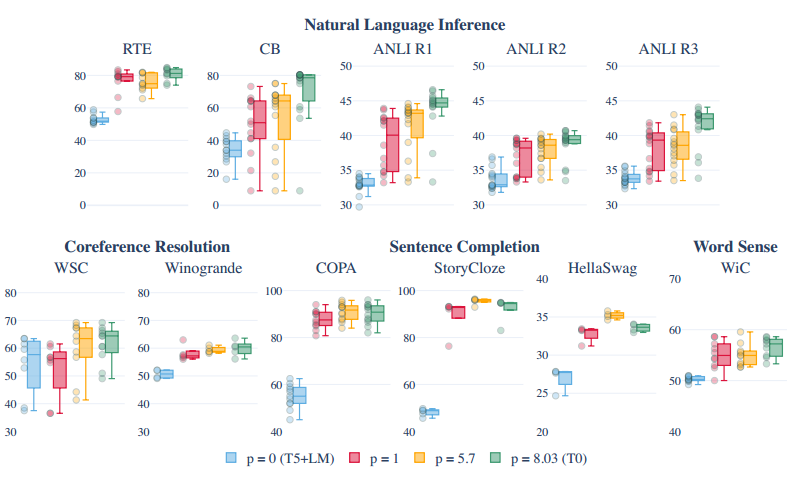 Natural Language Inference
RTE CB ANLI R1 ANLI R2 ANLI R3
80 80 50 50 50
60 60 45 45 45
40 40 40 40 40
20 20 35 35 35
0 0 30 30 30
Coreference Resolution Sentence Completion Word Sense
WSC Winogrande COPA StoryCloze HellaSwag WiC
80 80 100 100 40 70
70 70 80 80 35 60
60 60 60 60 30 50
50 50 40 40 25 40
40 40 20
30 30
p = 0 (T5+LM) p = 1 p = 5.7 p = 8.03 (T0)